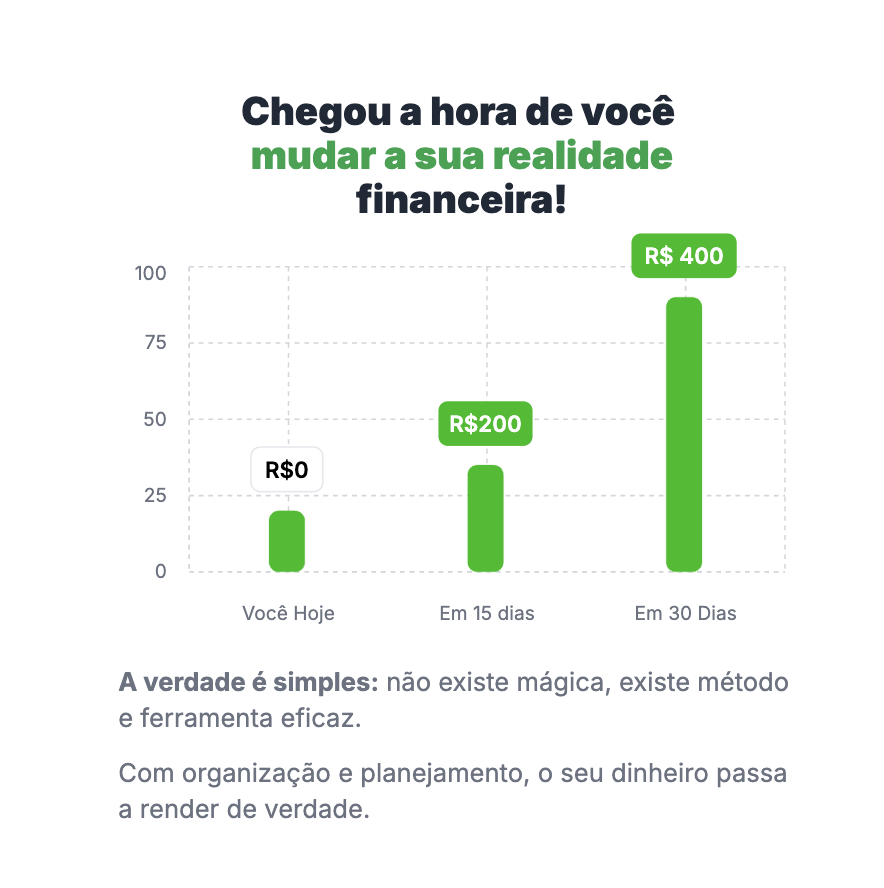 Chegou a hora de você
mudar a sua realidade
financeira!
R$ 400
100
75
50
R$200
R$0
25
0
Você Hoje
Em 15 dias
Em 30 Dias
A verdade é simples: não existe mágica, existe método
e ferramenta eficaz.
Com organização e planejamento, o seu dinheiro passa
a render de verdade.